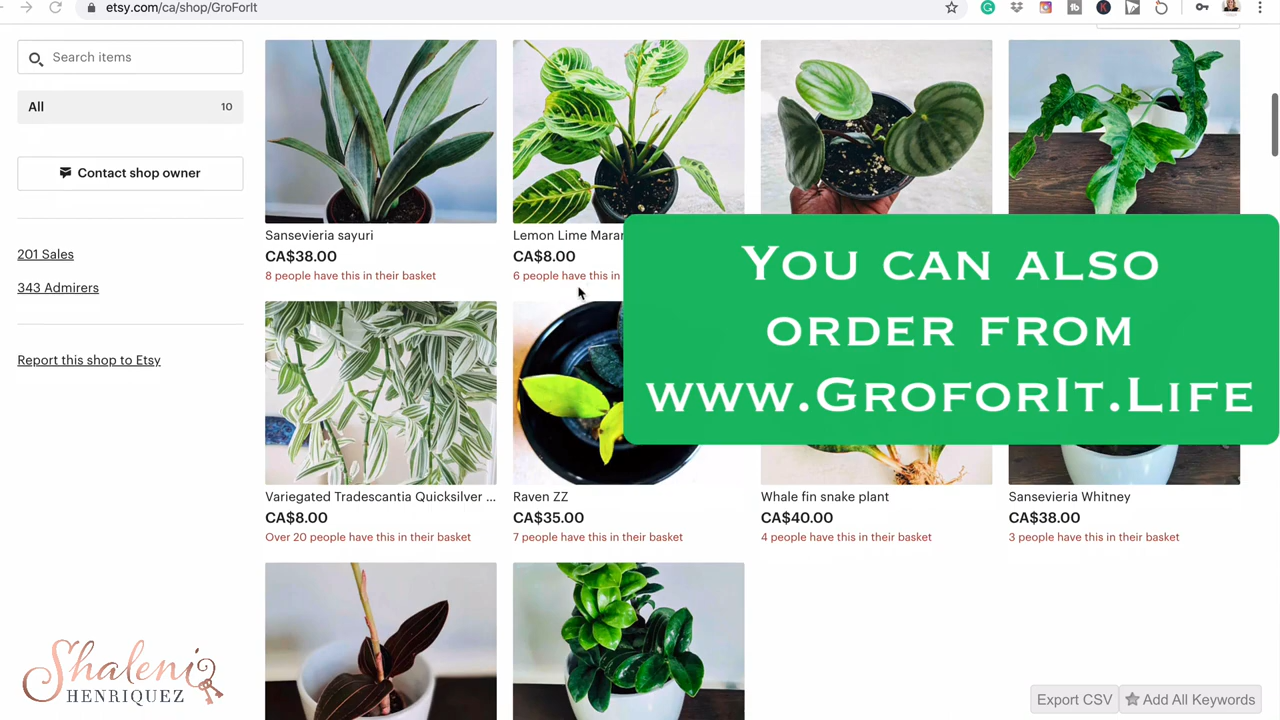 etsy.com/ca/shop/GroForIt
Search items
All 10
Contact shop owner
201 Sales
343 Admirers
Report this shop to Etsy
Sansevieria sayuri
CA$38.00
8 people have this in their basket
Lemon Lime Maran
CA$8.00
6 people have this in
You can also
order from
www.GroforIt.Life
Variegated Tradescantia Quicksilver ...
CA$8.00
Over 20 people have this in their basket
Raven ZZ
CA$35.00
7 people have this in their basket
Whale fin snake plant
CA$40.00
4 people have this in their basket
Sansevieria Whitney
CA$38.00
3 people have this in their basket
Shaleni
HENRIQUEZ
Export CSV
Add All Keywords